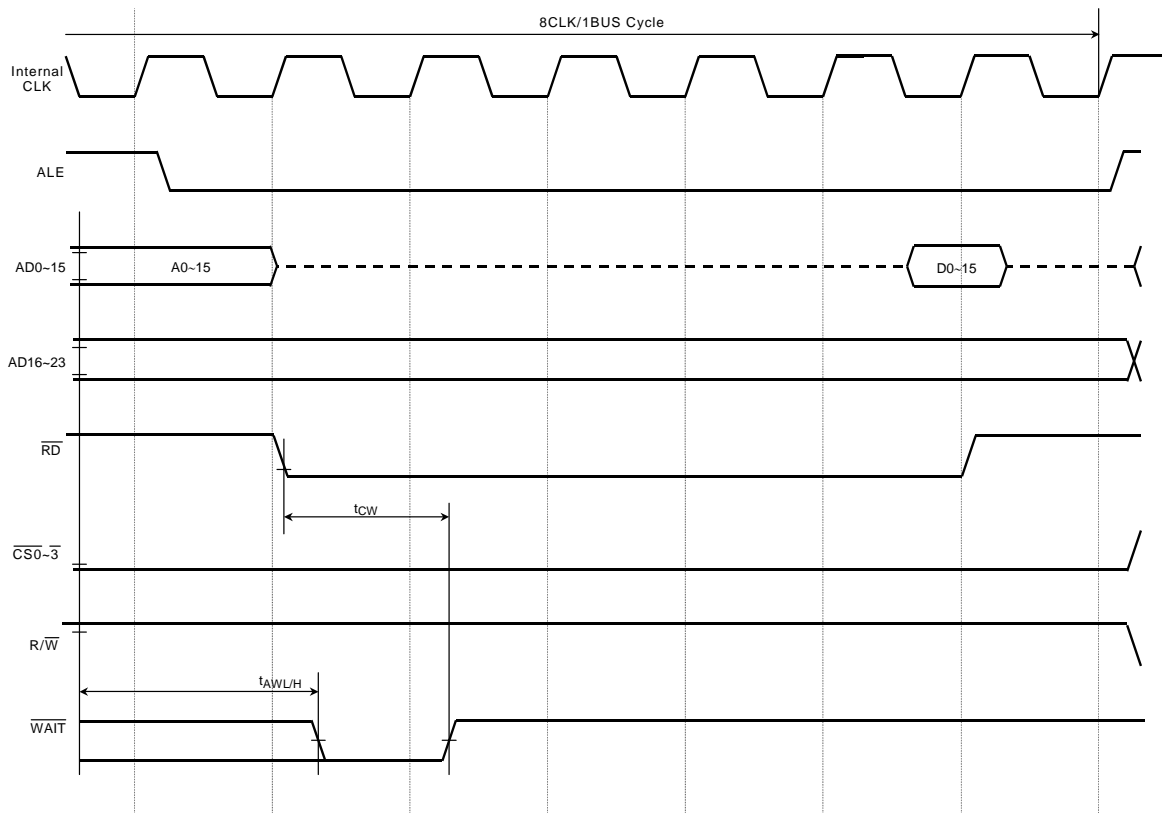 8CLK/1BUS Cycle
Internal
CLK
ALE
AD0~15
A0~15
D0~15
AD16~23
RD
tCW
CS0~3
R/W
tAWL/H
WAIT